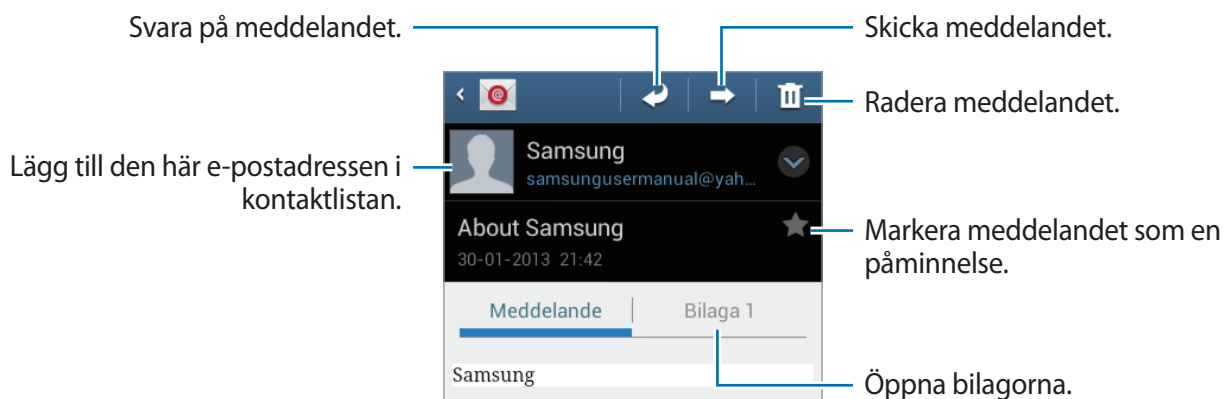 Svara på meddelandet.
Skicka meddelandet.
Radera meddelandet.
Lägg till den här e-postadressen i
kontaktlistan.
Samsung
samsungusermanual@yah...
About Samsung
30-01-2013 21:42
Markera meddelandet som en
påminnelse.
Meddelande
Bilaga 1
Samsung
Öppna bilagorna.